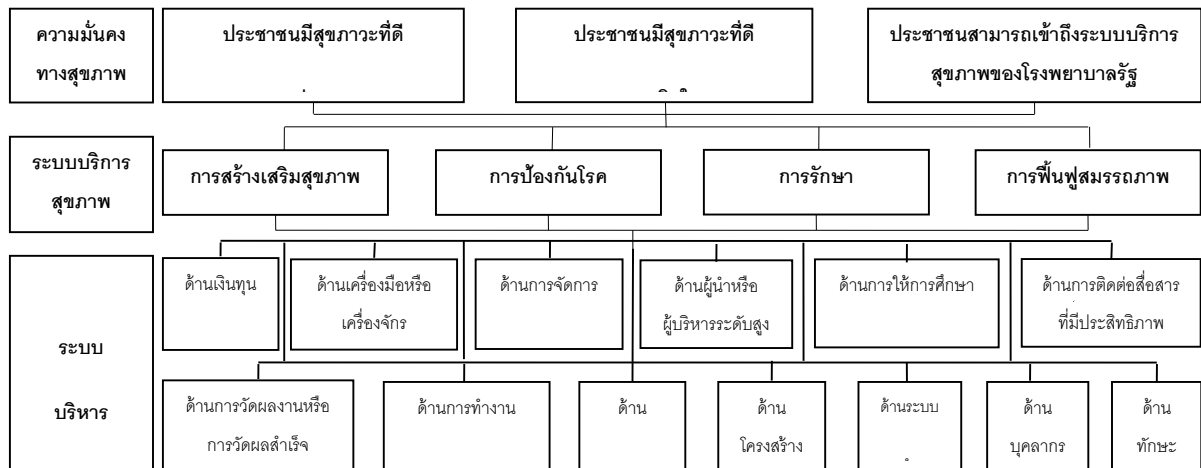 ความมั่นคง
ทางสุขภาพ
ประชาชนมีสุขภาวะที่ดี
ประชาชนมีสุขภาวะที่ดี
ประชาชนสามารถเข้าถึงระบบบริการ
สุขภาพของโรงพยาบาลรัฐ
ระบบบริการ
สุขภาพ
การสร้างเสริมสุขภาพ
การป้องกันโรค
การรักษา
การฟื้นฟูสมรรถภาพ
ระบบ
บริหาร
ด้านเงินทุน
ด้านเครื่องมือหรือ
เครื่องจักร
ด้านการจัดการ
ด้านผู้นำหรือ
ผู้บริหารระดับสูง
ด้านการให้การศึกษา
ด้านการติดต่อสื่อสาร
ที่มีประสิทธิภาพ
ด้านการวัดผลงานหรือ
การวัดผลสำเร็จ
ด้านการทำงาน
ด้าน
ด้าน
โครงสร้าง
ด้านระบบ
ด้าน
บุคลากร
ด้าน
ทักษะ